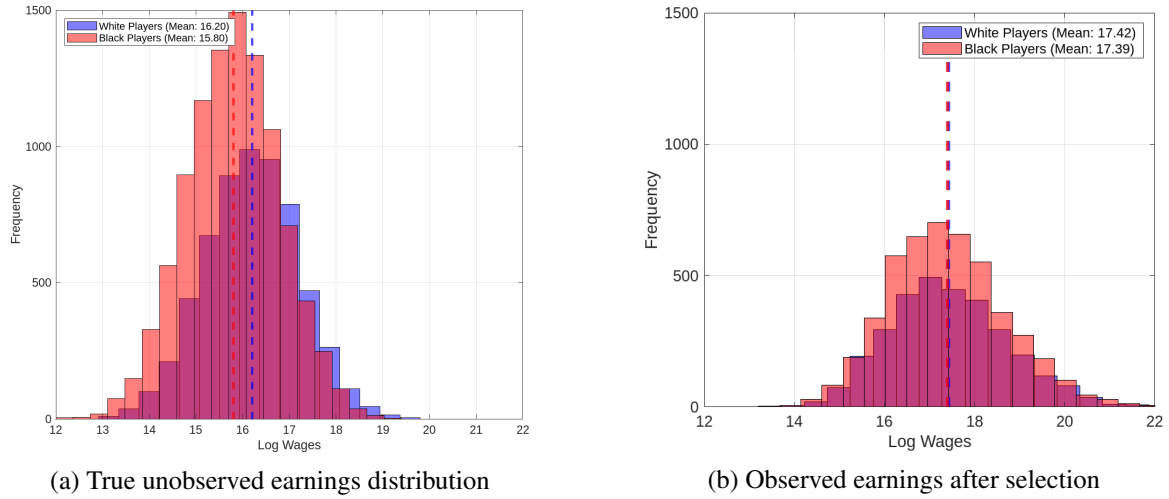 White Players (Mean: 16.20)
Black Players (Mean: 15.80)
1500
1000
500
0
Frequency
12 13 14 15 16 17 18 19 20 21 22
Log Wages
(a) True unobserved earnings distribution
White Players (Mean: 17.42)
Black Players (Mean: 17.39)
1500
1000
500
0
Frequency
12 14 16 18 20 22
Log Wages
(b) Observed earnings after selection